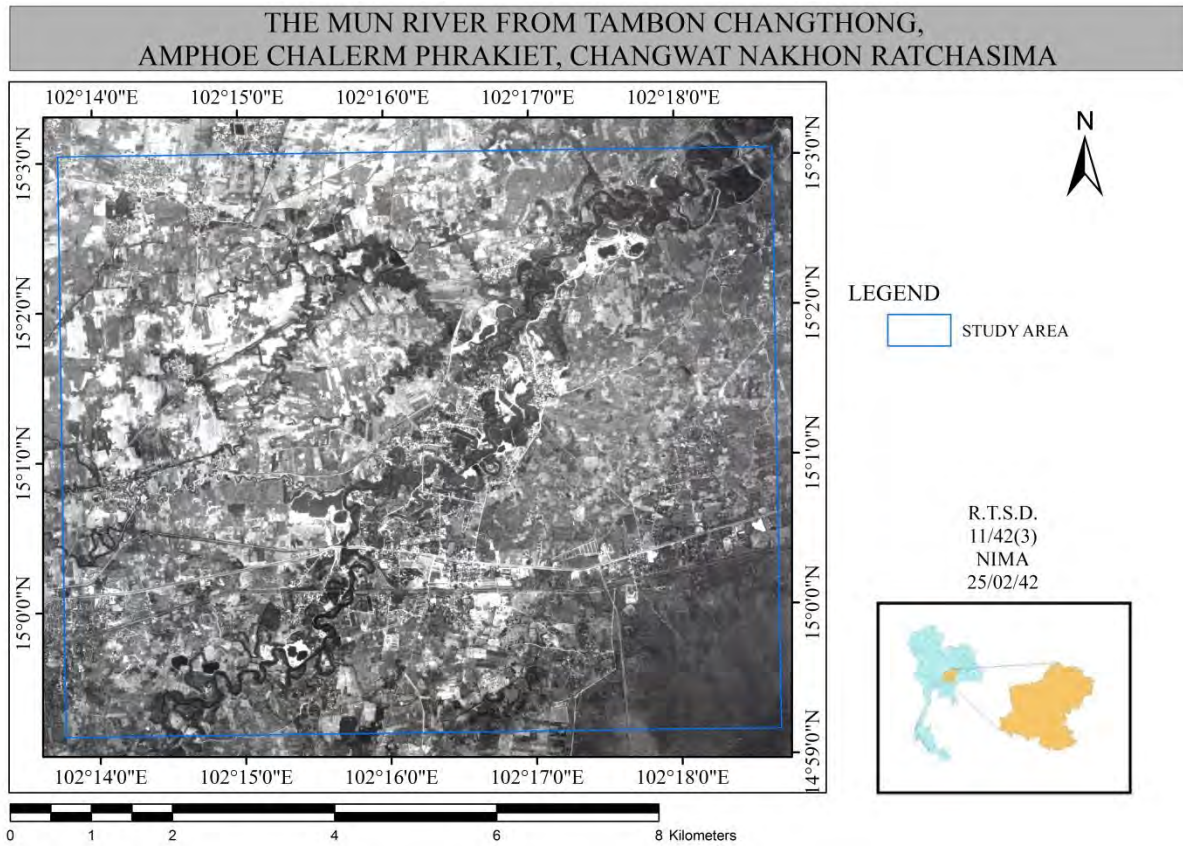 THE MUN RIVER FROM TAMBON CHANGTHONG,
AMPHOE CHALERM PHRAKIET, CHANGWAT NAKHON RATCHASIMA
102°14'0"E 102°15'0"E 102°16'0"E 102°17'0"E 102°18'0"E
15°3'0"N
15°2'0"N
15°1'0"N
15°0'0"N
15°3'0"N
15°2'0"N
15°1'0"N
15°0'0"N
14°59'0"N
102°14'0"E 102°15'0"E 102°16'0"E 102°17'0"E 102°18'0"E
0 1 2 4 6 8 Kilometers
N
LEGEND
STUDY AREA
R.T.S.D.
11/42(3)
NIMA
25/02/42